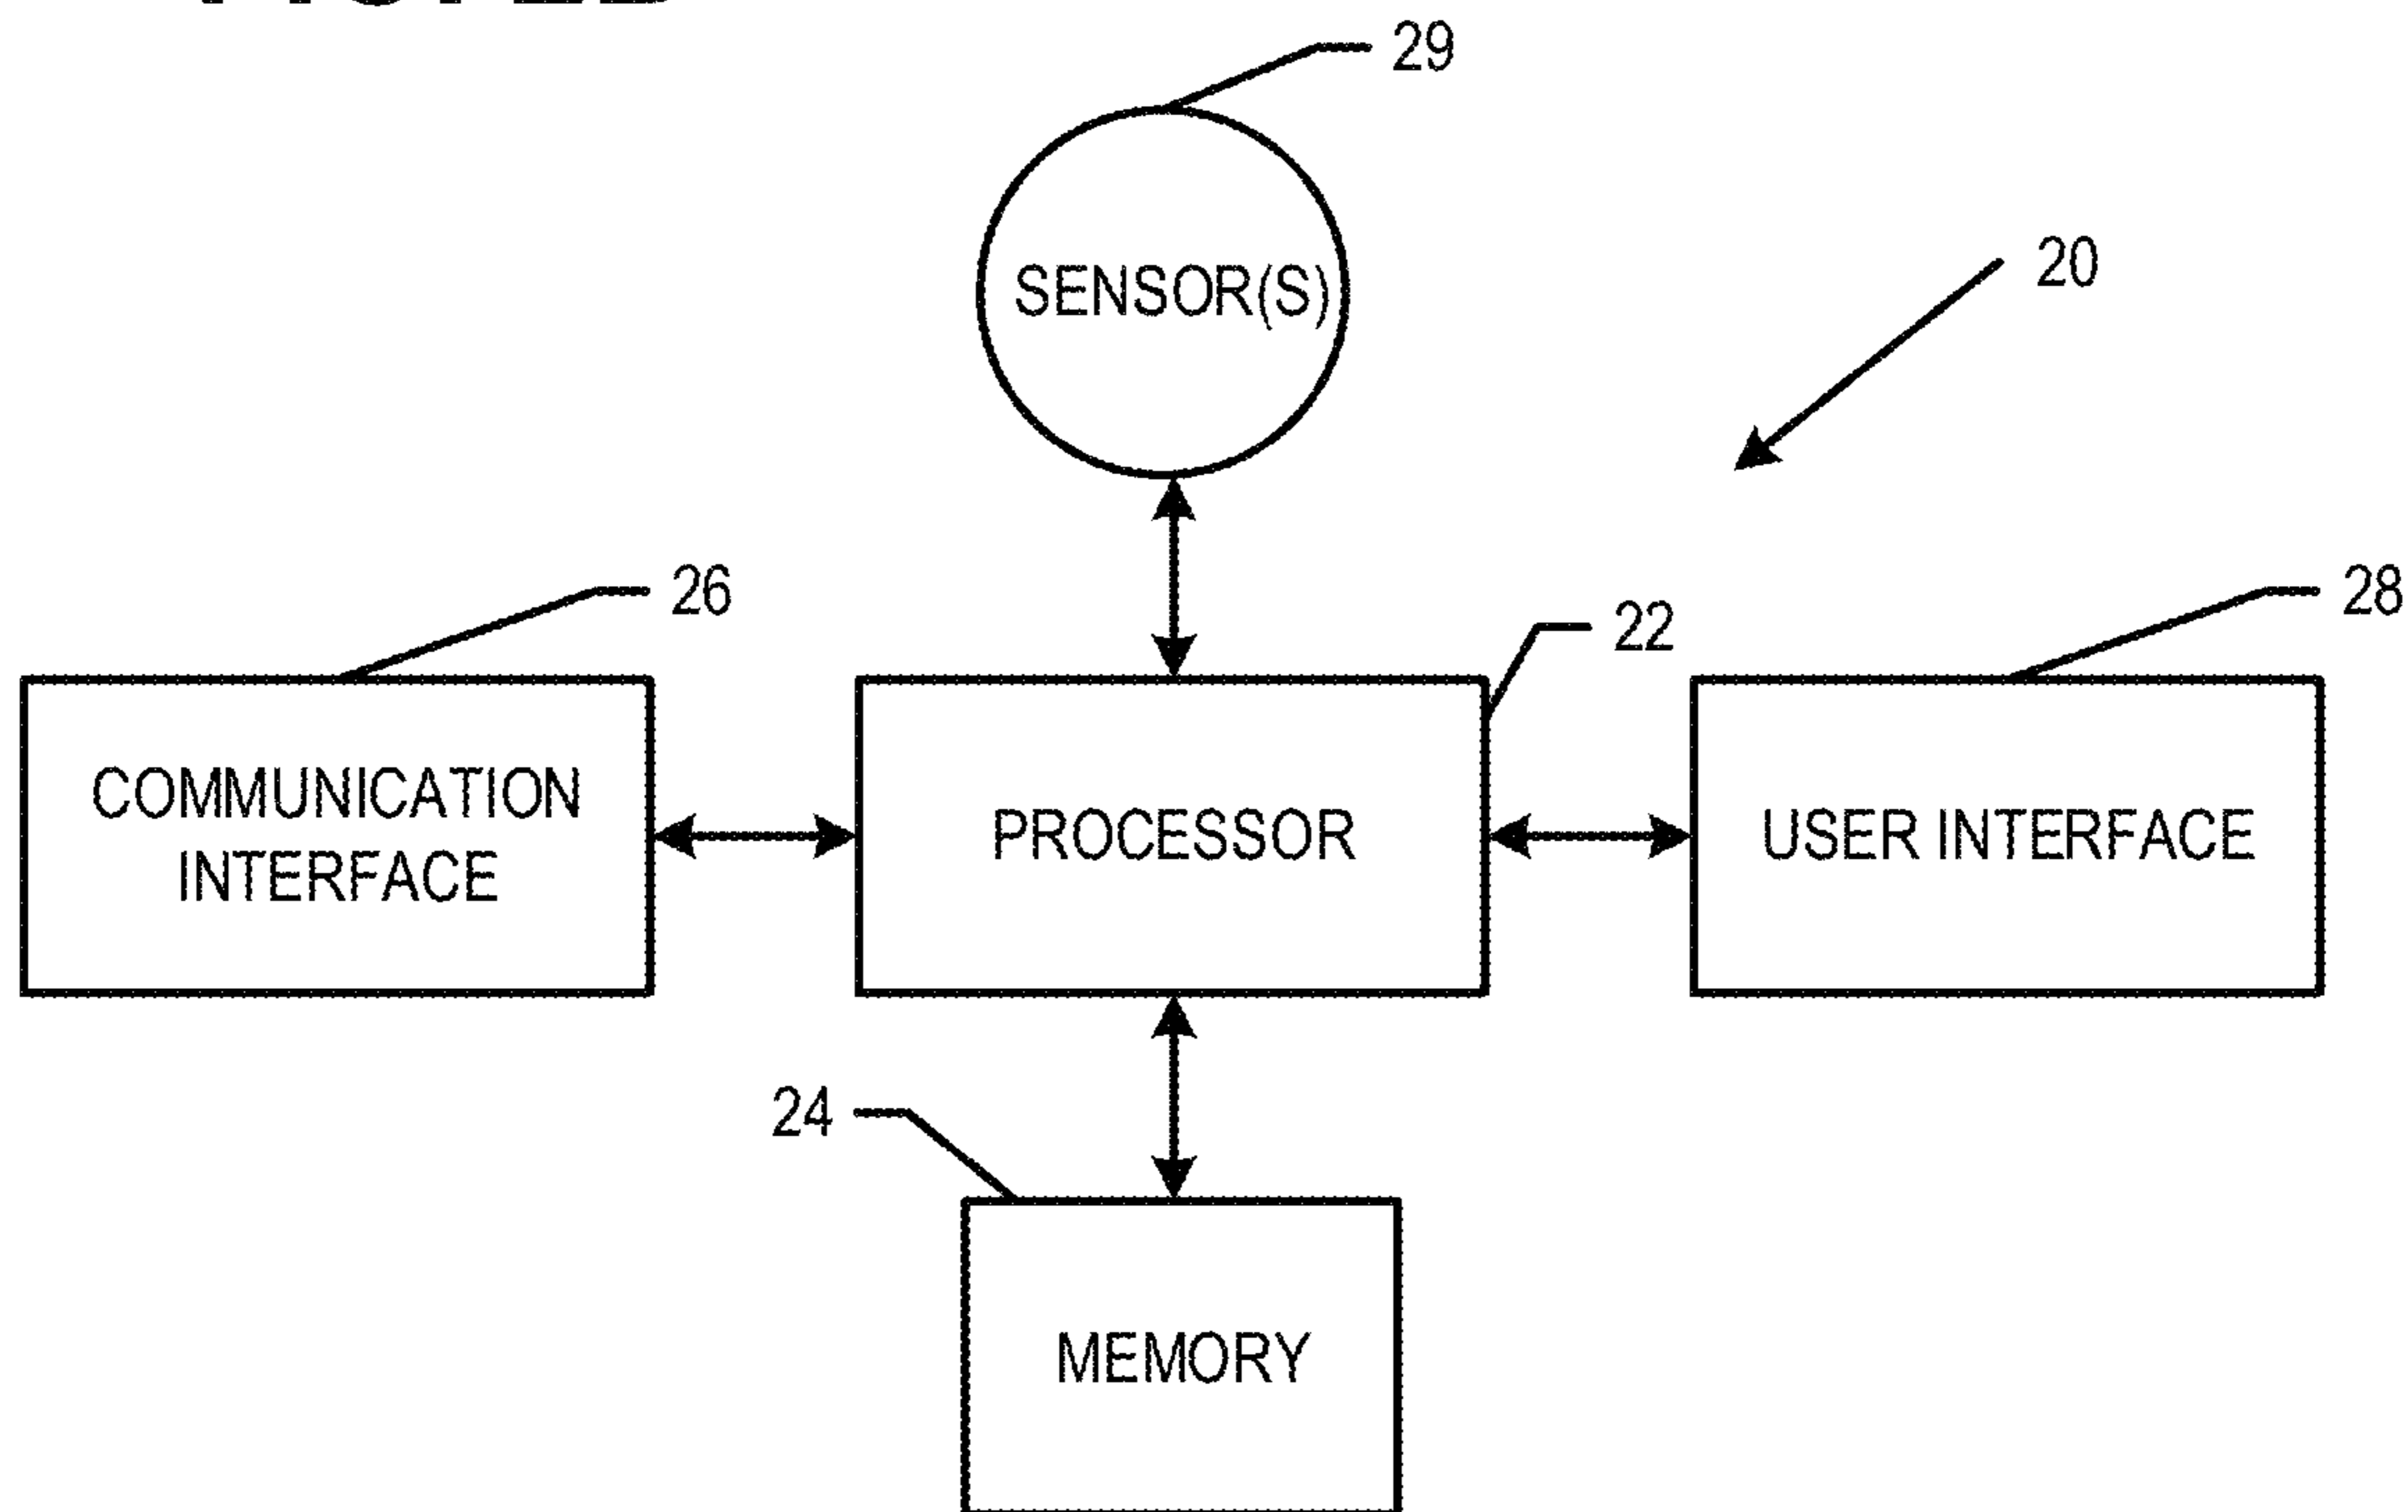 29
SENSOR(S)
20
26
22
28
COMMUNICATION
INTERFACE
PROCESSOR
USER INTERFACE
24
MEMORY